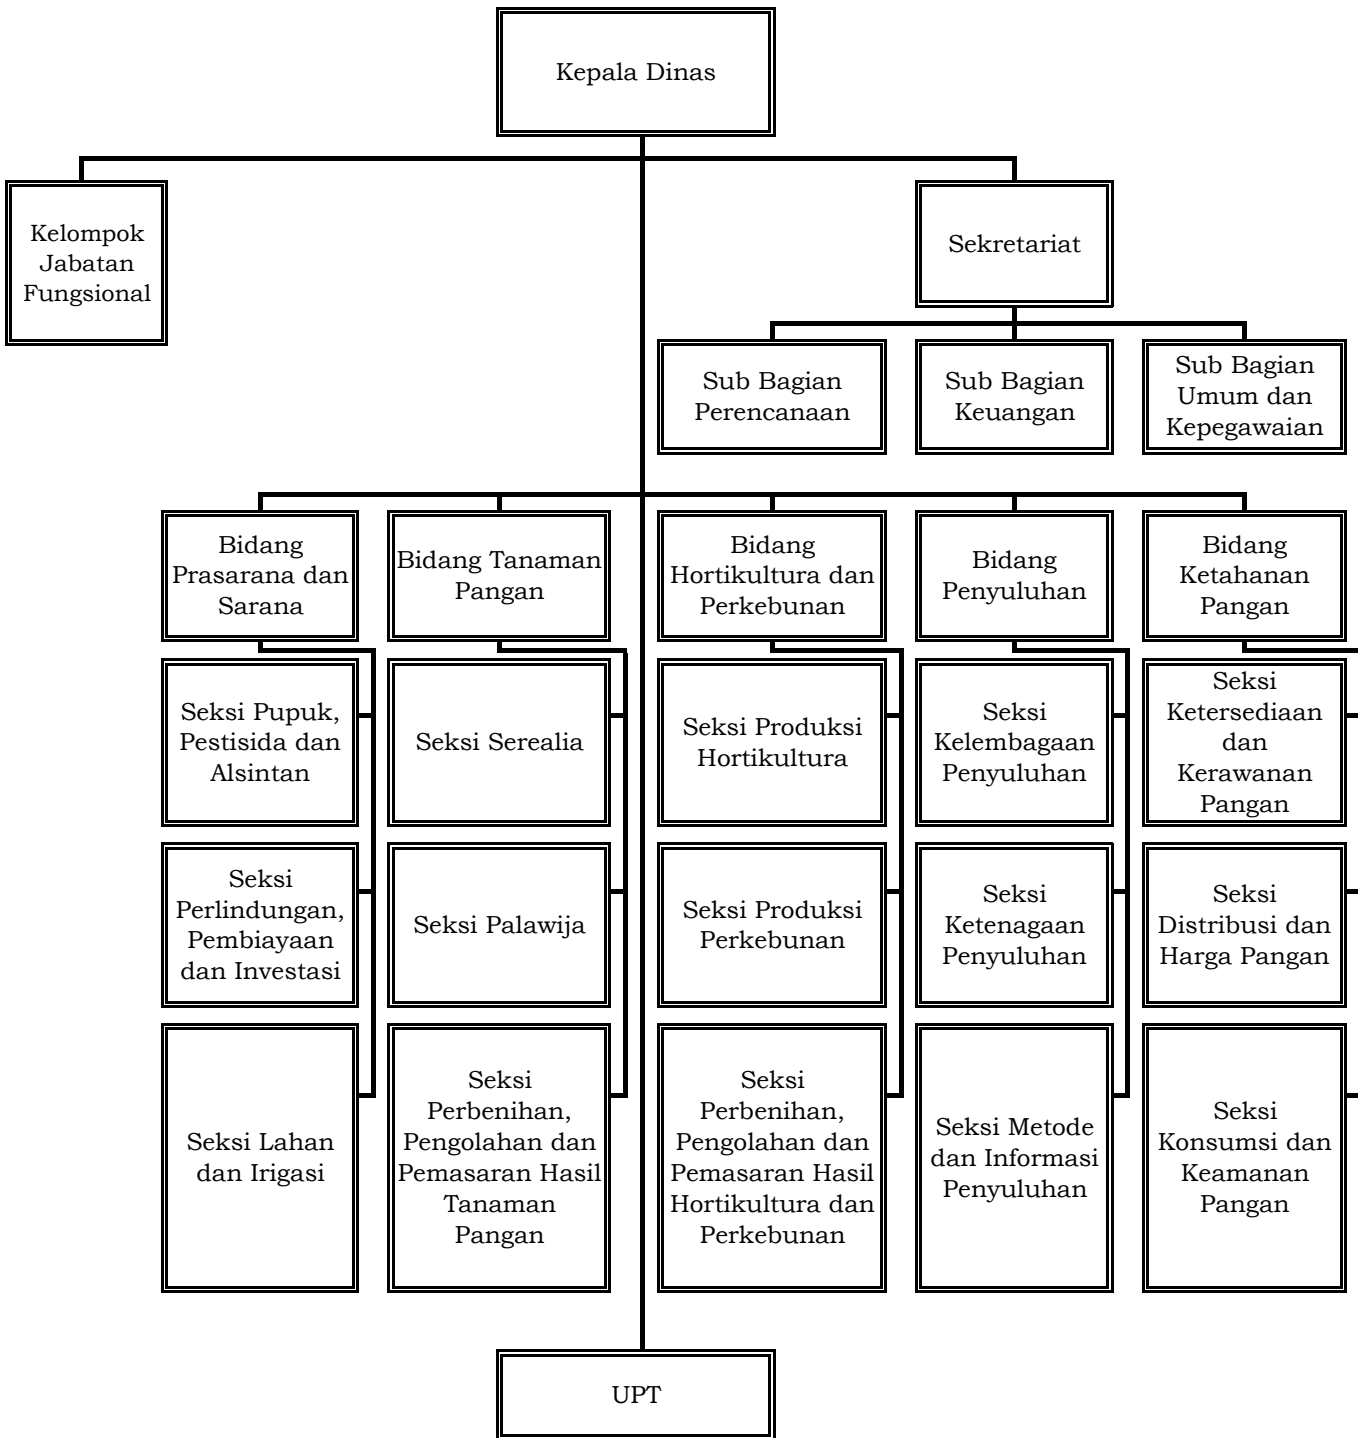 Kepala Dinas
Kelompok
Jabatan
Fungsional
Sekretariat
Sub Bagian
Perencanaan
Sub Bagian
Keuangan
Sub Bagian
Umum dan
Kepegawaian
Bidang
Prasarana dan
Sarana
Bidang Tanaman
Pangan
Bidang
Hortikultura dan
Perkebunan
Bidang
Penyuluhan
Bidang
Ketahanan
Pangan
Seksi Pupuk,
Pestisida dan
Alsintan
Seksi Serealia
Seksi Produksi
Hortikultura
Seksi
Kelembagaan
Penyuluhan
Seksi
Ketersediaan
dan
Kerawanan
Pangan
Seksi
Perlindungan,
Pembiayaan
dan Investasi
Seksi Palawija
Seksi Produksi
Perkebunan
Seksi
Ketenagaan
Penyuluhan
Seksi
Distribusi dan
Harga Pangan
Seksi Lahan
dan Irigasi
Seksi
Perbenihan,
Pengolahan dan
Pemasaran Hasil
Tanaman
Pangan
Seksi
Perbenihan,
Pengolahan dan
Pemasaran Hasil
Hortikultura dan
Perkebunan
Seksi Metode
dan Informasi
Penyuluhan
Seksi
Konsumsi dan
Keamanan
Pangan
UPT